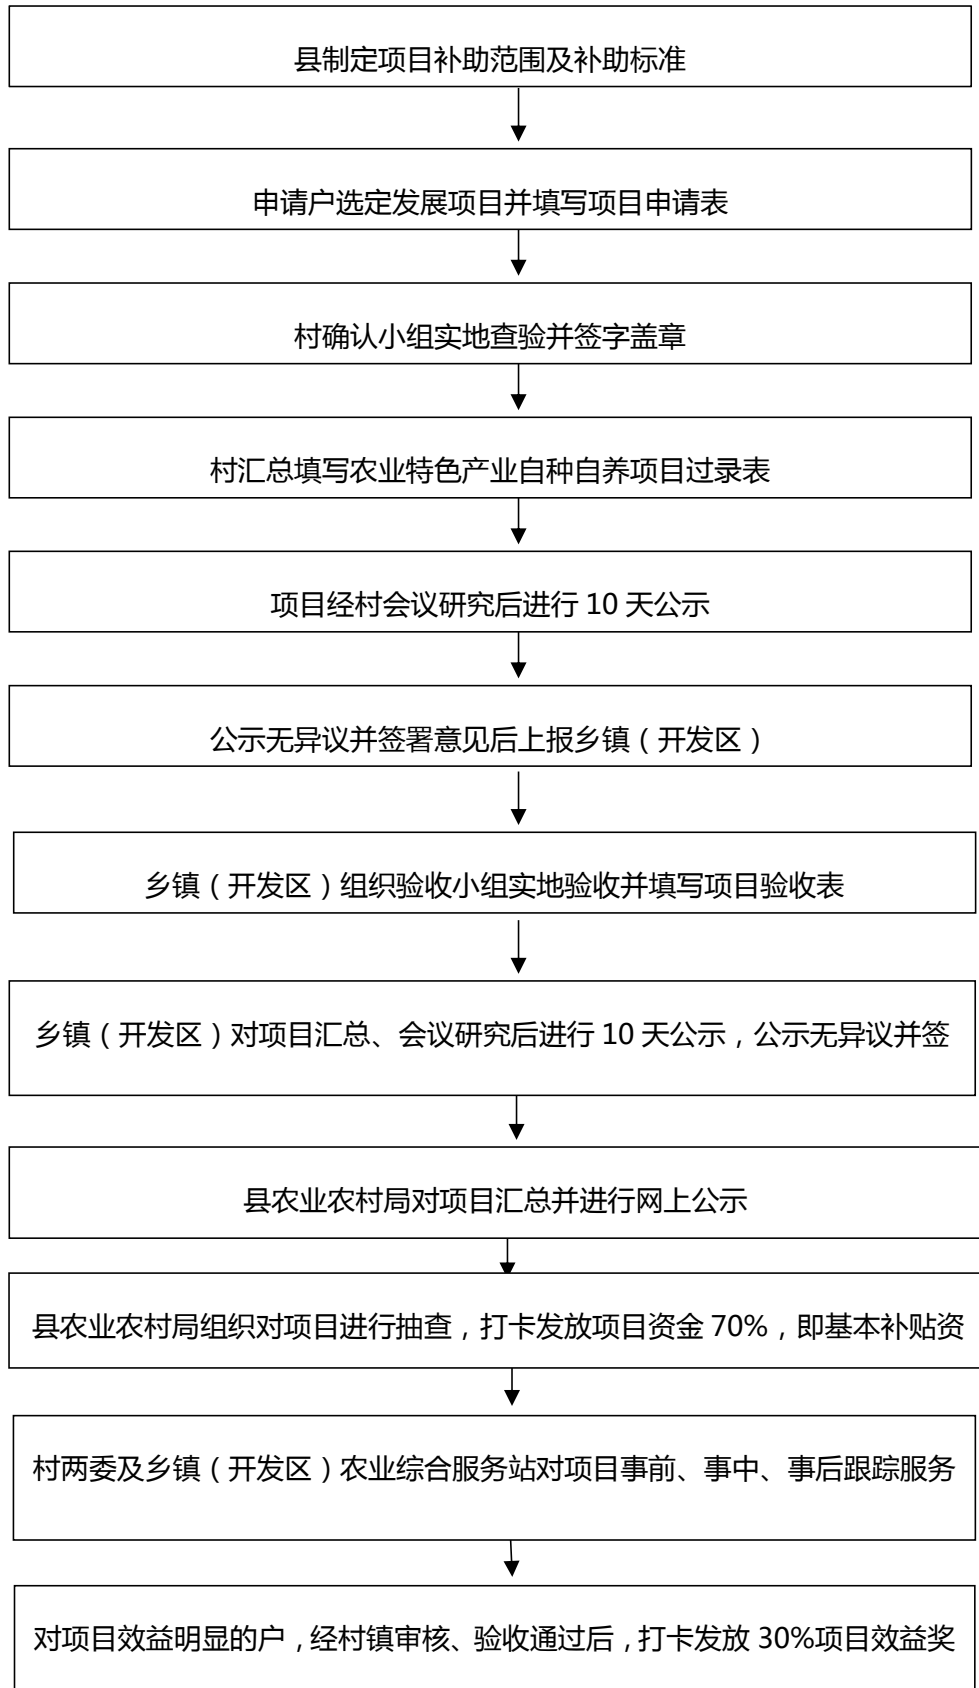 县制定项目补助范围及补助标准
申请户选定发展项目并填写项目申请表
村确认小组实地查验并签字盖章
村汇总填写农业特色产业自种自养项目过录表
项目经村会议研究后进行 10 天公示
公示无异议并签署意见后上报乡镇（开发区）
乡镇（开发区）组织验收小组实地验收并填写项目验收表
乡镇（开发区）对项目汇总、会议研究后进行 10 天公示，公示无异议并签
县农业农村局对项目汇总并进行网上公示
县农业农村局组织对项目进行抽查，打卡发放项目资金 70%，即基本补贴资
村两委及乡镇（开发区）农业综合服务站对项目事前、事中、事后跟踪服务
对项目效益明显的户，经村镇审核、验收通过后，打卡发放 30%项目效益奖